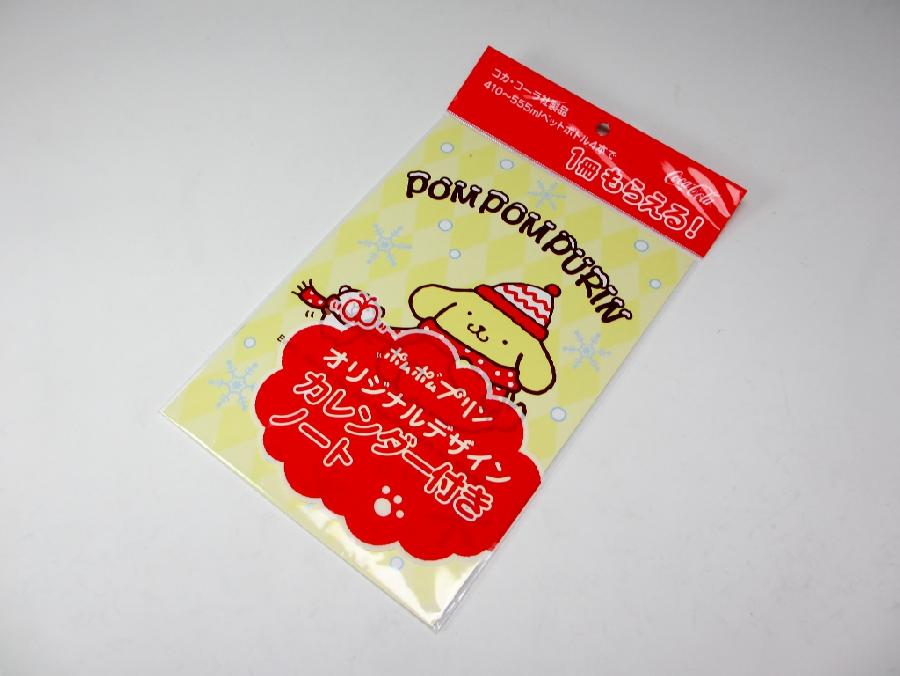 コカ・コーラ社製品
410〜555mlペットボトル4本で
1冊もらえる!
Coca-Cola
POMPOMPURIN
ポムポムプリン
オリジナルデザイン
カレンダー付き
ノート